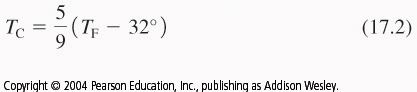 T_C = 5/9 (T_F − 32°) (17.2)
Copyright © 2004 Pearson Education, Inc., publishing as Addison Wesley.